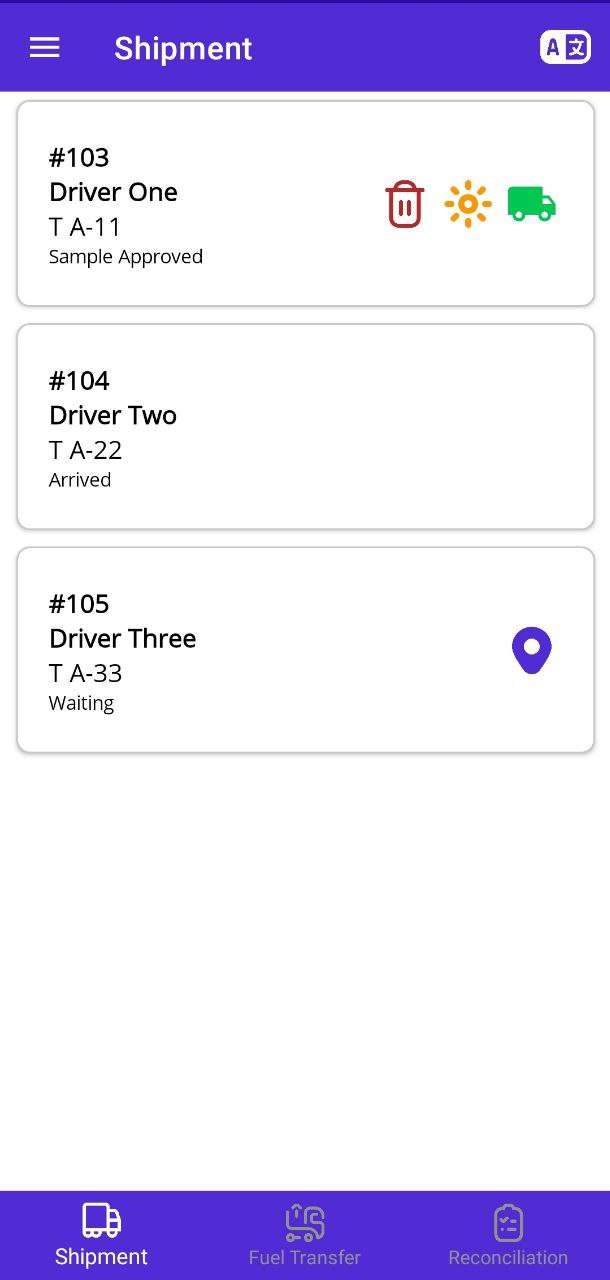 Shipment
A 文
#103
Driver One
T A-11
Sample Approved
#104
Driver Two
T A-22
Arrived
#105
Driver Three
T A-33
Waiting
Shipment
Fuel Transfer
Reconciliation